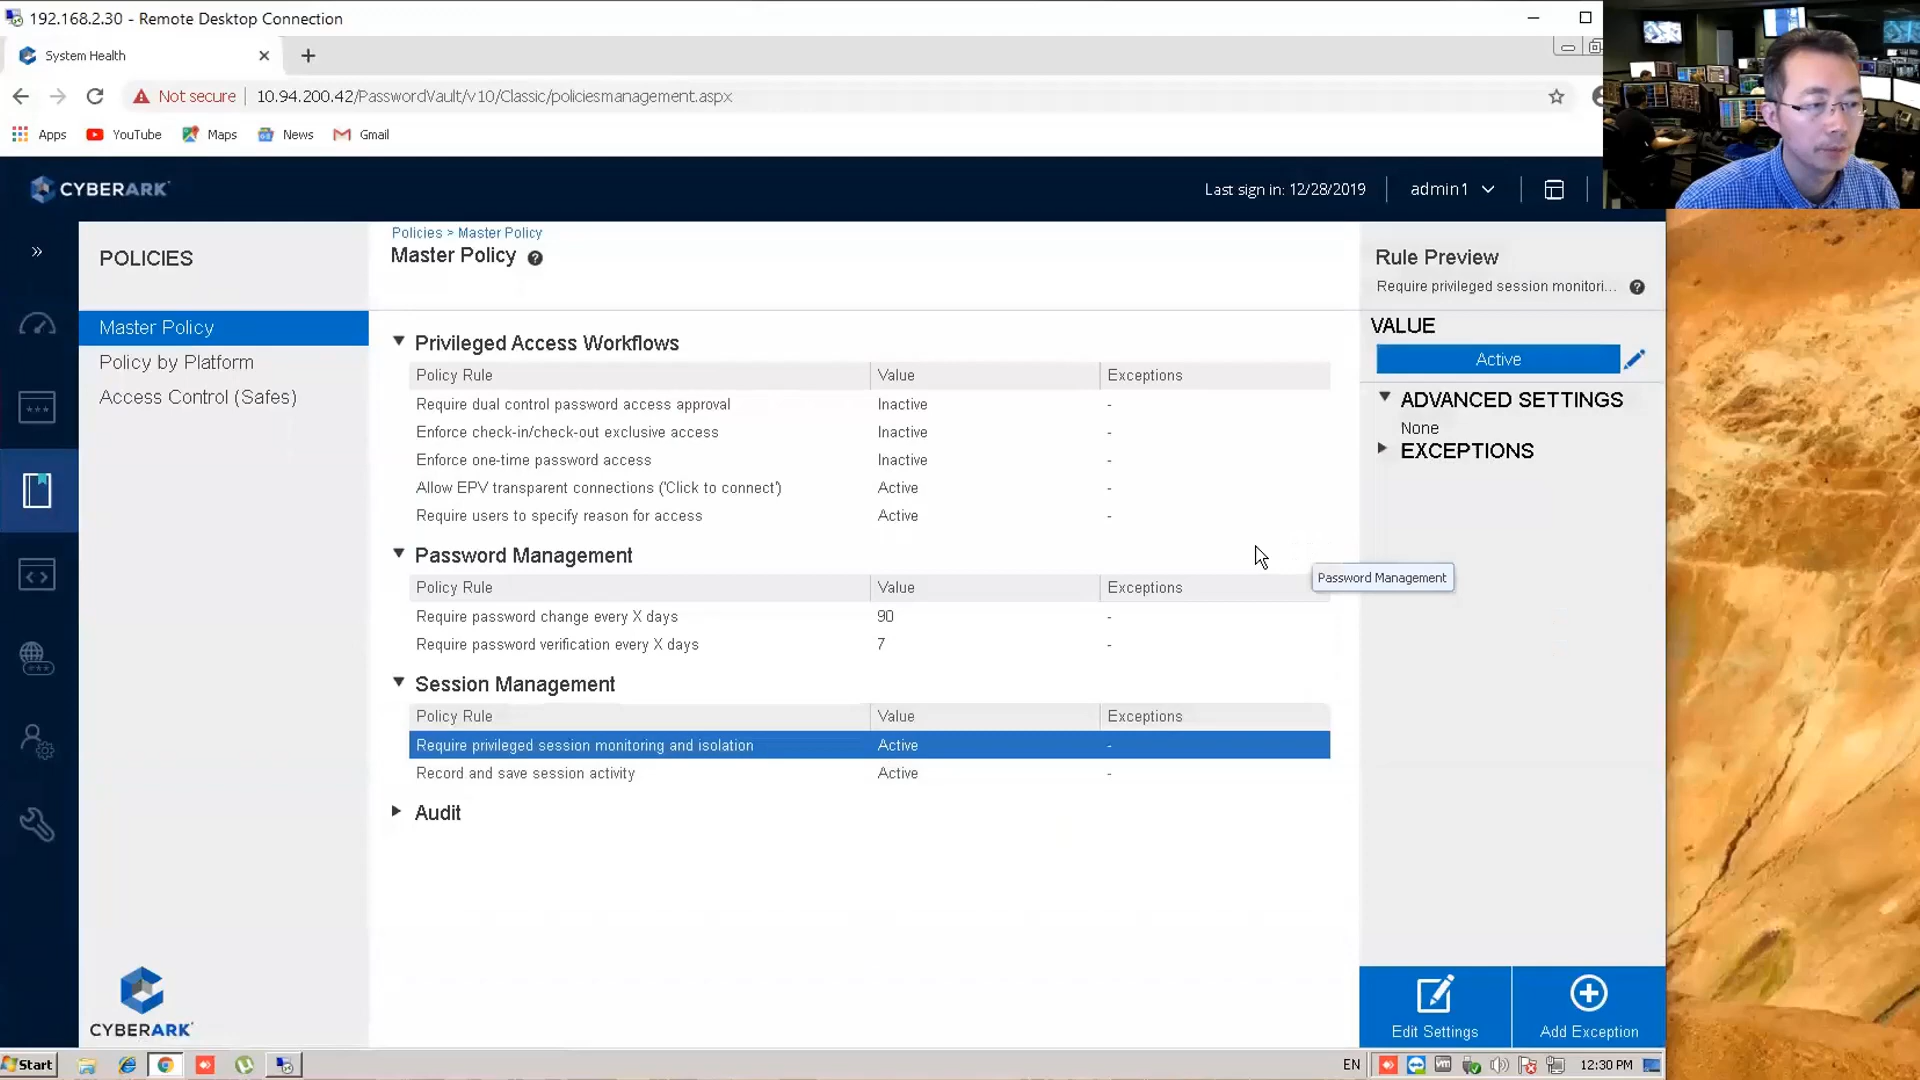 192.168.2.30 - Remote Desktop Connection
System Health
Not secure
10.94.200.42/PasswordVault/v10/Classic/policiesmanagement.aspx
Apps
YouTube
Maps
News
Gmail
CYBERARK
Last sign in: 12/28/2019
admin1
POLICIES
Master Policy
Policy by Platform
Access Control (Safes)
Policies > Master Policy
Master Policy
Privileged Access Workflows
Policy Rule Value Exceptions
Require dual control password access approval Inactive -
Enforce check-in/check-out exclusive access Inactive -
Enforce one-time password access Inactive -
Allow EPV transparent connections ('Click to connect') Active -
Require users to specify reason for access Active -
Password Management
Policy Rule Value Exceptions
Require password change every X days 90 -
Require password verification every X days 7 -
Session Management
Policy Rule Value Exceptions
Require privileged session monitoring and isolation Active -
Record and save session activity Active -
Audit
Password Management
Rule Preview
Require privileged session monitori...
VALUE
Active
ADVANCED SETTINGS
None
EXCEPTIONS
Edit Settings
Add Exception
CYBERARK
Start
EN
12:30 PM